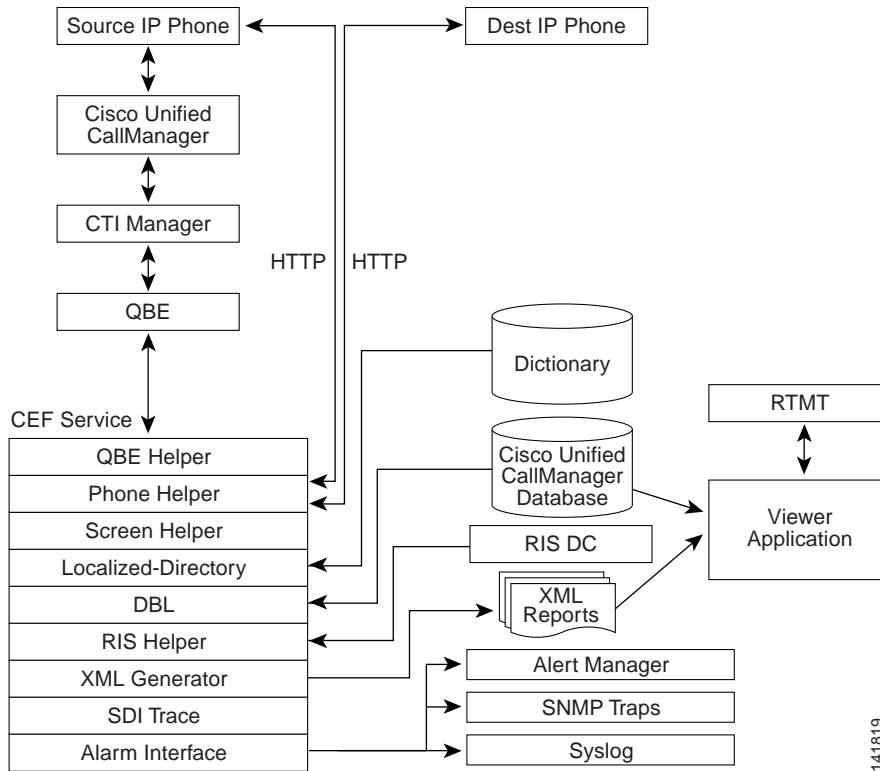 Source IP Phone
Dest IP Phone
Cisco Unified
CallManager
CTI Manager
HTTP
HTTP
QBE
Dictionary
RTMT
CEF Service
QBE Helper
Phone Helper
Screen Helper
Localized-Directory
DBL
RIS Helper
XML Generator
SDI Trace
Alarm Interface
Cisco Unified
CallManager
Database
Viewer
Application
RIS DC
XML
Reports
Alert Manager
SNMP Traps
Syslog
141819